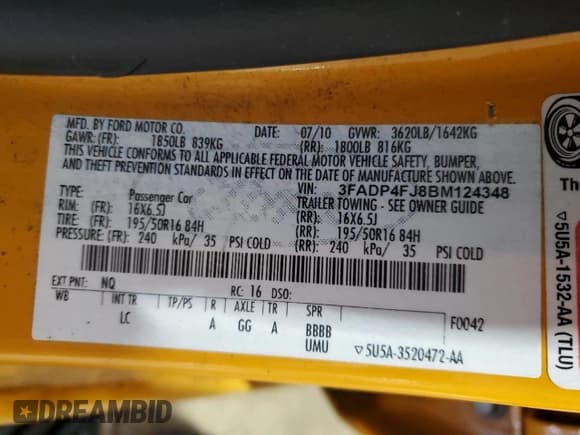 MFD. BY FORD MOTOR CO.
DATE: 07/10 GVWR: 3620LB/1642KG
GAWR: (FR): 1850LB 839KG (RR): 1800LB 816KG
THIS VEHICLE CONFORMS TO ALL APPLICABLE FEDERAL MOTOR VEHICLE SAFETY, BUMPER,
AND THEFT PREVENTION STANDARDS IN EFFECT ON THE DATE OF MANUFACTURE
SHOWN ABOVE. VIN: 3FADP4FJ8BM124348
TYPE: Passenger Car TRAILER TOWING - SEE OWNER GUIDE
RIM: (FR): 16X6.5J (RR): 16X6.5J
TIRE: (FR): 195/50R16 84H (RR): 195/50R16 84H
PRESSURE: (FR): 240 kPa/ 35 PSI COLD (RR): 240 kPa/ 35 PSI COLD
EXT PNT: NQ RC: 16 DSO:
WB INT TR TP/PS R AXLE TR SPR F0042
LC A GG A BBBB
UMU ▽5U5A-3520472-AA
Th
▽5U5A-1532-AA (TLU)
DREAMBID